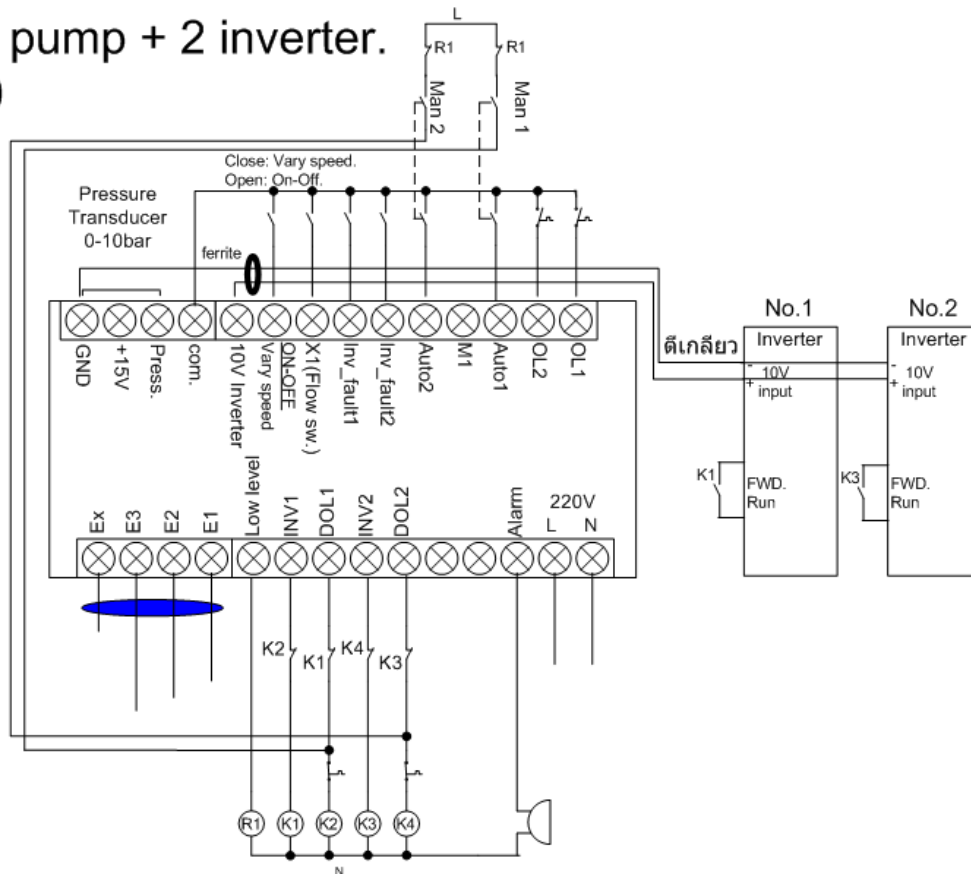 pump + 2 inverter.
)
L
R1
R1
Man 2
Man 1
Close: Vary speed.
Open: On-Off.
Pressure
Transducer
0-10bar
ferrite
GND
+15V
Press.
com.
10V Inverter
Vary speed
ON-OFF
X1(Flow sw.)
Inv_fault1
Inv_fault2
Auto2
M1
Auto1
OL2
OL1
ตีเกลียว
No.1
Inverter
- 10V
+ input
K1
FWD.
Run
No.2
Inverter
- 10V
+ input
K3
FWD.
Run
Ex
E3
E2
E1
Low level
INV1
DOL1
INV2
DOL2
Alarm
220V
L
N
K2
K1
K4
K3
R1
K1
K2
K3
K4
N